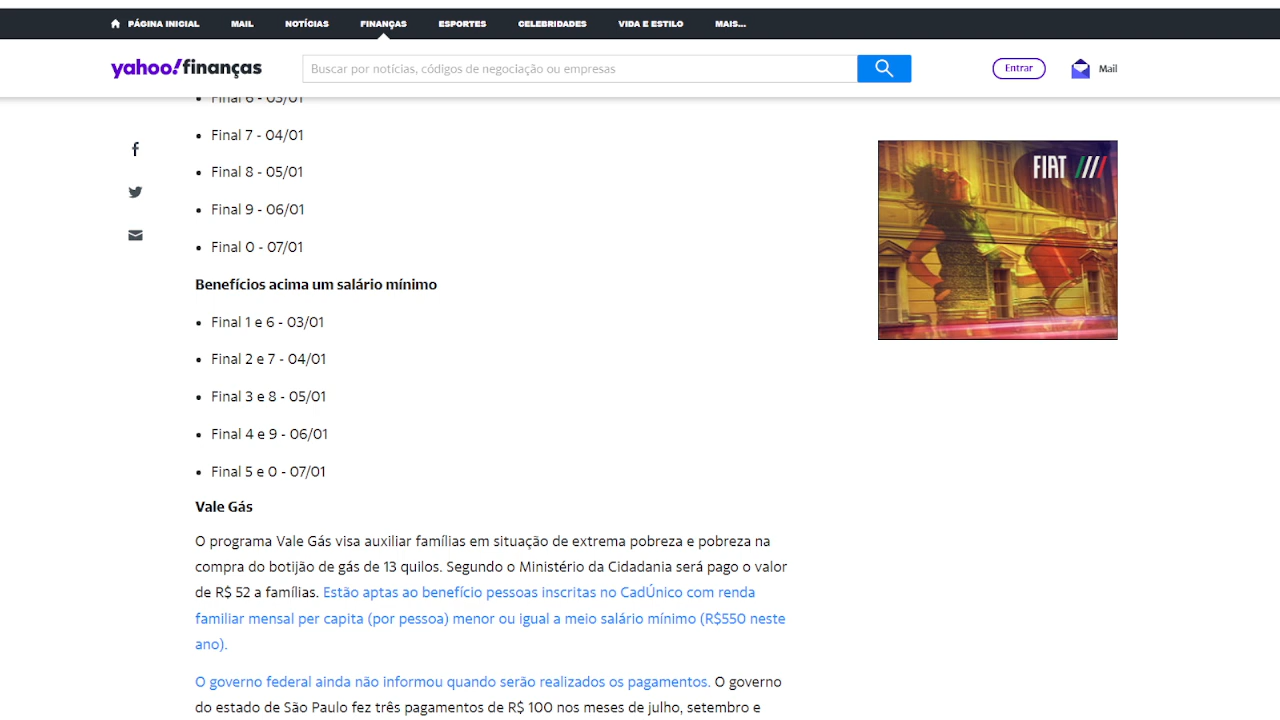 PÁGINA INICIAL MAIL NOTÍCIAS FINANÇAS ESPORTES CELEBRIDADES VIDA E ESTILO MAIS...
yahoo!finanças
Buscar por notícias, códigos de negociação ou empresas
Entrar
Mail
Final 6 - 03/01
Final 7 - 04/01
Final 8 - 05/01
Final 9 - 06/01
Final 0 - 07/01
FIAT
Benefícios acima um salário mínimo
Final 1 e 6 - 03/01
Final 2 e 7 - 04/01
Final 3 e 8 - 05/01
Final 4 e 9 - 06/01
Final 5 e 0 - 07/01
Vale Gás
O programa Vale Gás visa auxiliar famílias em situação de extrema pobreza e pobreza na
compra do botijão de gás de 13 quilos. Segundo o Ministério da Cidadania será pago o valor
de R$ 52 a famílias. Estão aptas ao benefício pessoas inscritas no CadÚnico com renda
familiar mensal per capita (por pessoa) menor ou igual a meio salário mínimo (R$550 neste
ano).
O governo federal ainda não informou quando serão realizados os pagamentos. O governo
do estado de São Paulo fez três pagamentos de R$ 100 nos meses de julho, setembro e